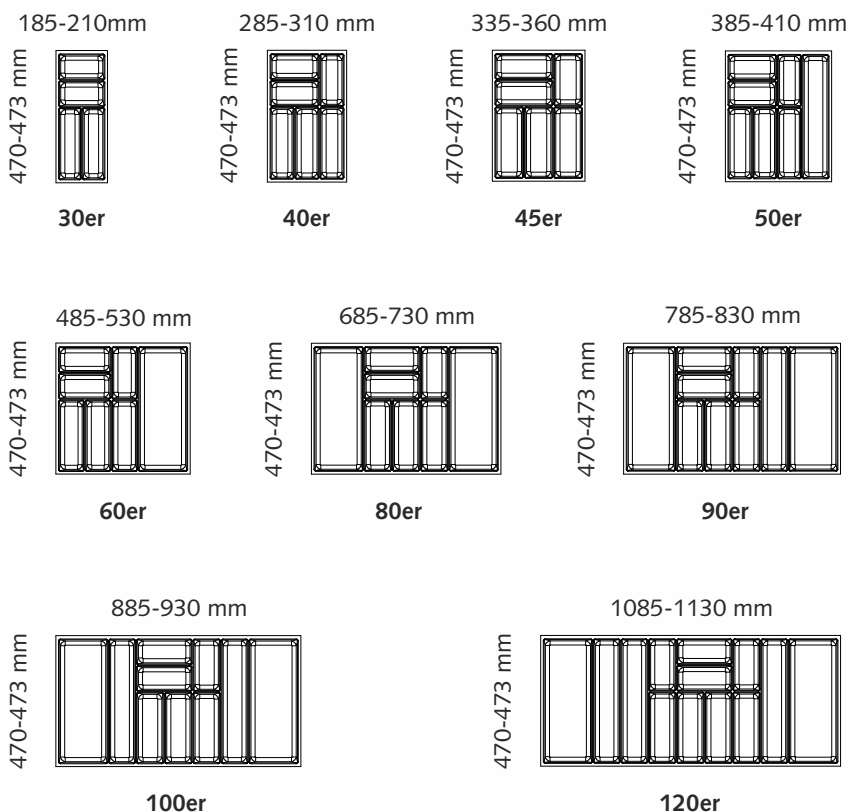 185-210mm
285-310 mm
335-360 mm
385-410 mm
470-473 mm
470-473 mm
470-473 mm
470-473 mm
30er
40er
45er
50er
485-530 mm
685-730 mm
785-830 mm
470-473 mm
470-473 mm
470-473 mm
60er
80er
90er
885-930 mm
1085-1130 mm
470-473 mm
470-473 mm
100er
120er